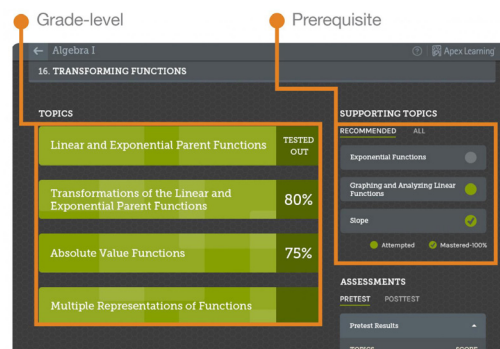 Grade-level
Prerequisite
Algebra I
? Apex Learning
16. TRANSFORMING FUNCTIONS
TOPICS
Linear and Exponential Parent Functions
TESTED
OUT
Transformations of the Linear and
Exponential Parent Functions
80%
Absolute Value Functions
75%
Multiple Representations of Functions
SUPPORTING TOPICS
RECOMMENDED
ALL
Exponential Functions
Graphing and Analyzing Linear
Functions
Slope
Attempted
Mastered-100%
ASSESSMENTS
PRETEST
POSTTEST
Pretest Results
TOPICS
SCORE